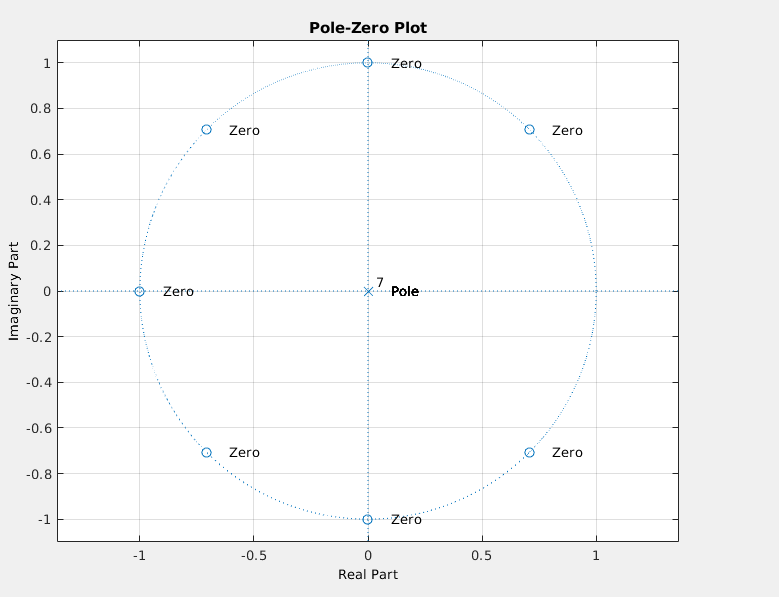 Pole-Zero Plot
1
Zero
0.8
Zero
Zero
0.6
0.4
0.2
7
0
Zero
Pole
-0.2
-0.4
-0.6
Zero
Zero
-0.8
-1
Zero
-1
-0.5
0
0.5
1
Real Part
Imaginary Part